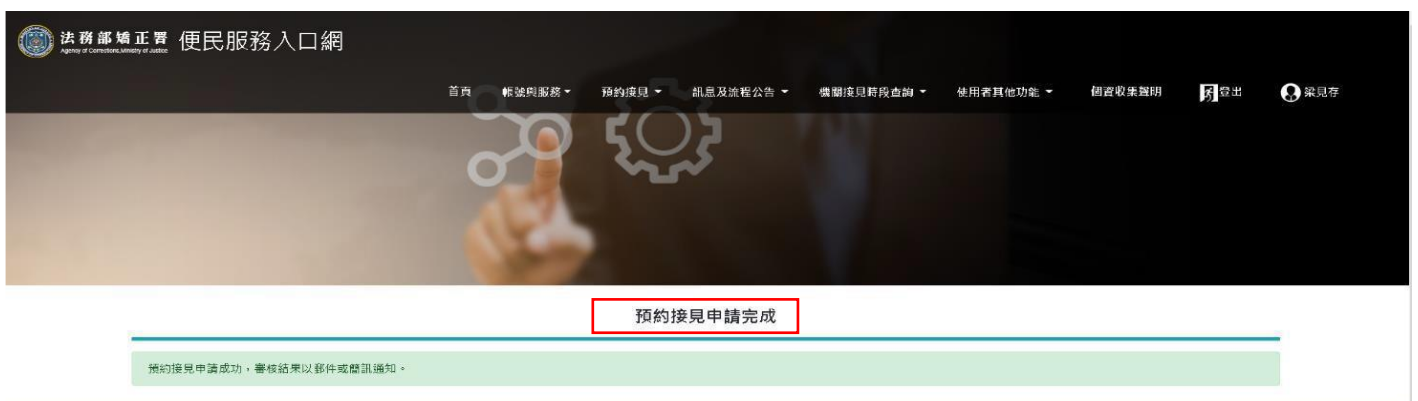 法務部矯正署 便民服務入口網
Agency of Corrections,Ministry of Justice
首頁 帳號與服務 預約接見 訊息及流程公告 機關接見時段查詢 使用者其他功能 個資收集聲明 登出 梁見存
預約接見申請完成
預約接見申請成功，審核結果以郵件或簡訊通知。